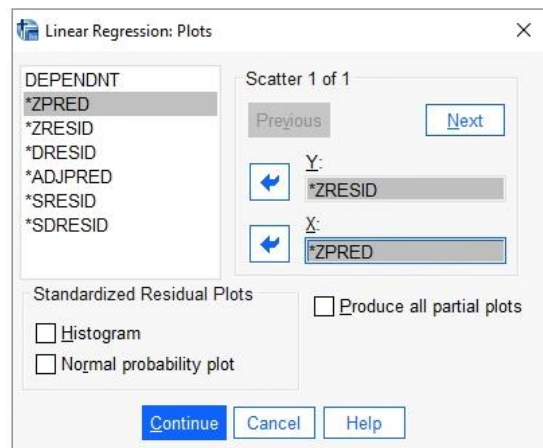 Linear Regression: Plots
DEPENDNT
*ZPRED
*ZRESID
*DRESID
*ADJPRED
*SRESID
*SDRESID
Scatter 1 of 1
Previous
Next
Y:
*ZRESID
X:
*ZPRED
Standardized Residual Plots
Histogram
Normal probability plot
Produce all partial plots
Continue Cancel Help